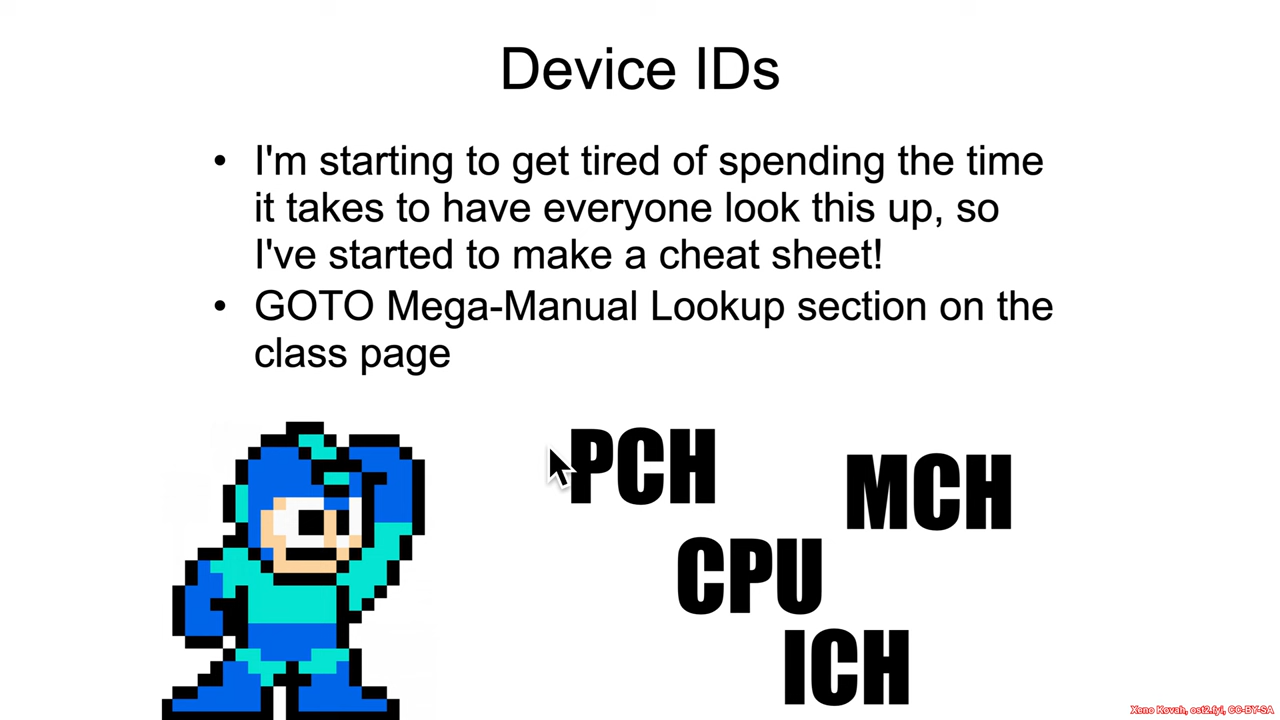 Device IDs
• I'm starting to get tired of spending the time
it takes to have everyone look this up, so
I've started to make a cheat sheet!
• GOTO Mega-Manual Lookup section on the
class page
PCH
MCH
CPU
ICH
Xeno Kovah, ost2.fyi, CC-BY-SA